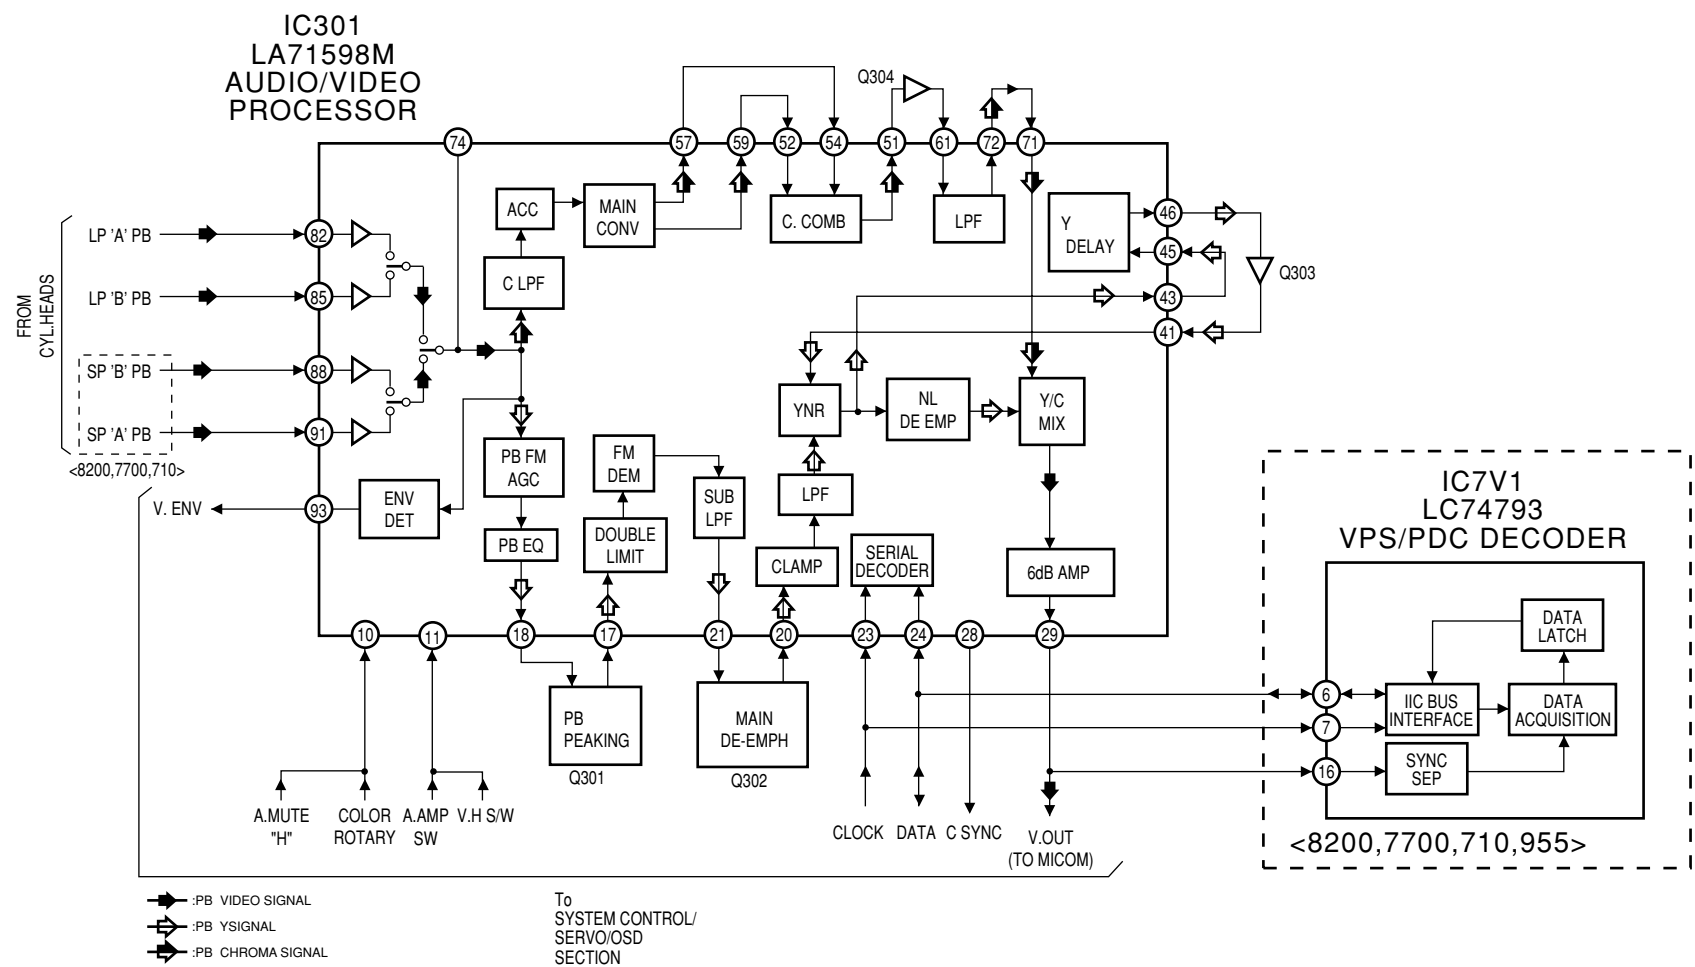 IC301
LA71598M
AUDIO/VIDEO
PROCESSOR
Q304
74
57
59
52
54
51
61
72
71
ACC
MAIN
CONV
C. COMB
LPF
Y
DELAY
46
45
43
41
Q303
FROM
CYL.HEADS
LP 'A' PB
82
LP 'B' PB
85
SP 'B' PB
88
SP 'A' PB
91
<8200,7700,710>
C LPF
YNR
NL
DE EMP
Y/C
MIX
V. ENV
93
ENV
DET
PB FM
AGC
PB EQ
FM
DEM
DOUBLE
LIMIT
SUB
LPF
LPF
CLAMP
SERIAL
DECODER
6dB AMP
10
11
18
17
21
20
23
24
28
29
PB
PEAKING
Q301
MAIN
DE-EMPH
Q302
A.MUTE
"H"
COLOR
ROTARY
A.AMP
SW
V.H S/W
CLOCK
DATA
C SYNC
V.OUT
(TO MICOM)
IC7V1
LC74793
VPS/PDC DECODER
DATA
LATCH
6
7
16
IIC BUS
INTERFACE
DATA
ACQUISITION
SYNC
SEP
<8200,7700,710,955>
:PB VIDEO SIGNAL
:PB YSIGNAL
:PB CHROMA SIGNAL
To
SYSTEM CONTROL/
SERVO/OSD
SECTION